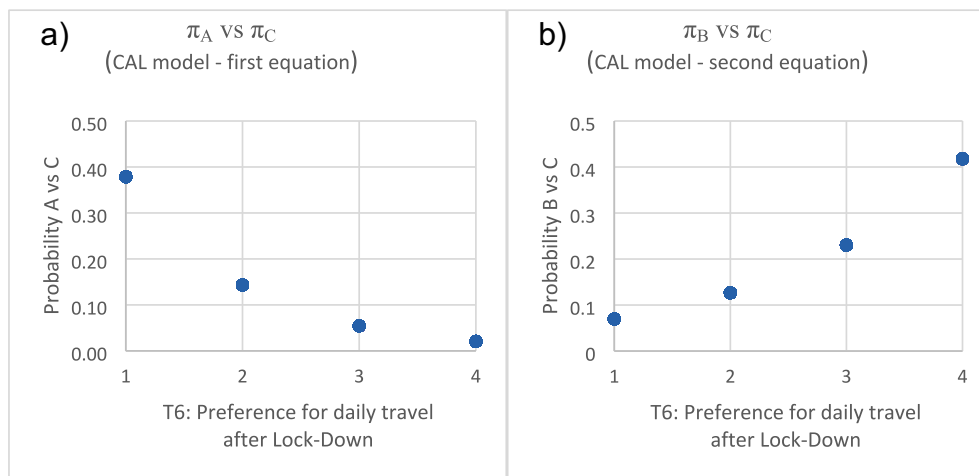 a)
πA vs πC
(CAL model - first equation)
Probability A vs C
0.50
0.40
0.30
0.20
0.10
0.00
1 2 3 4
T6: Preference for daily travel
after Lock-Down
b)
πB vs πC
(CAL model - second equation)
Probability B vs C
0.5
0.4
0.3
0.2
0.1
0
1 2 3 4
T6: Preference for daily travel
after Lock-Down